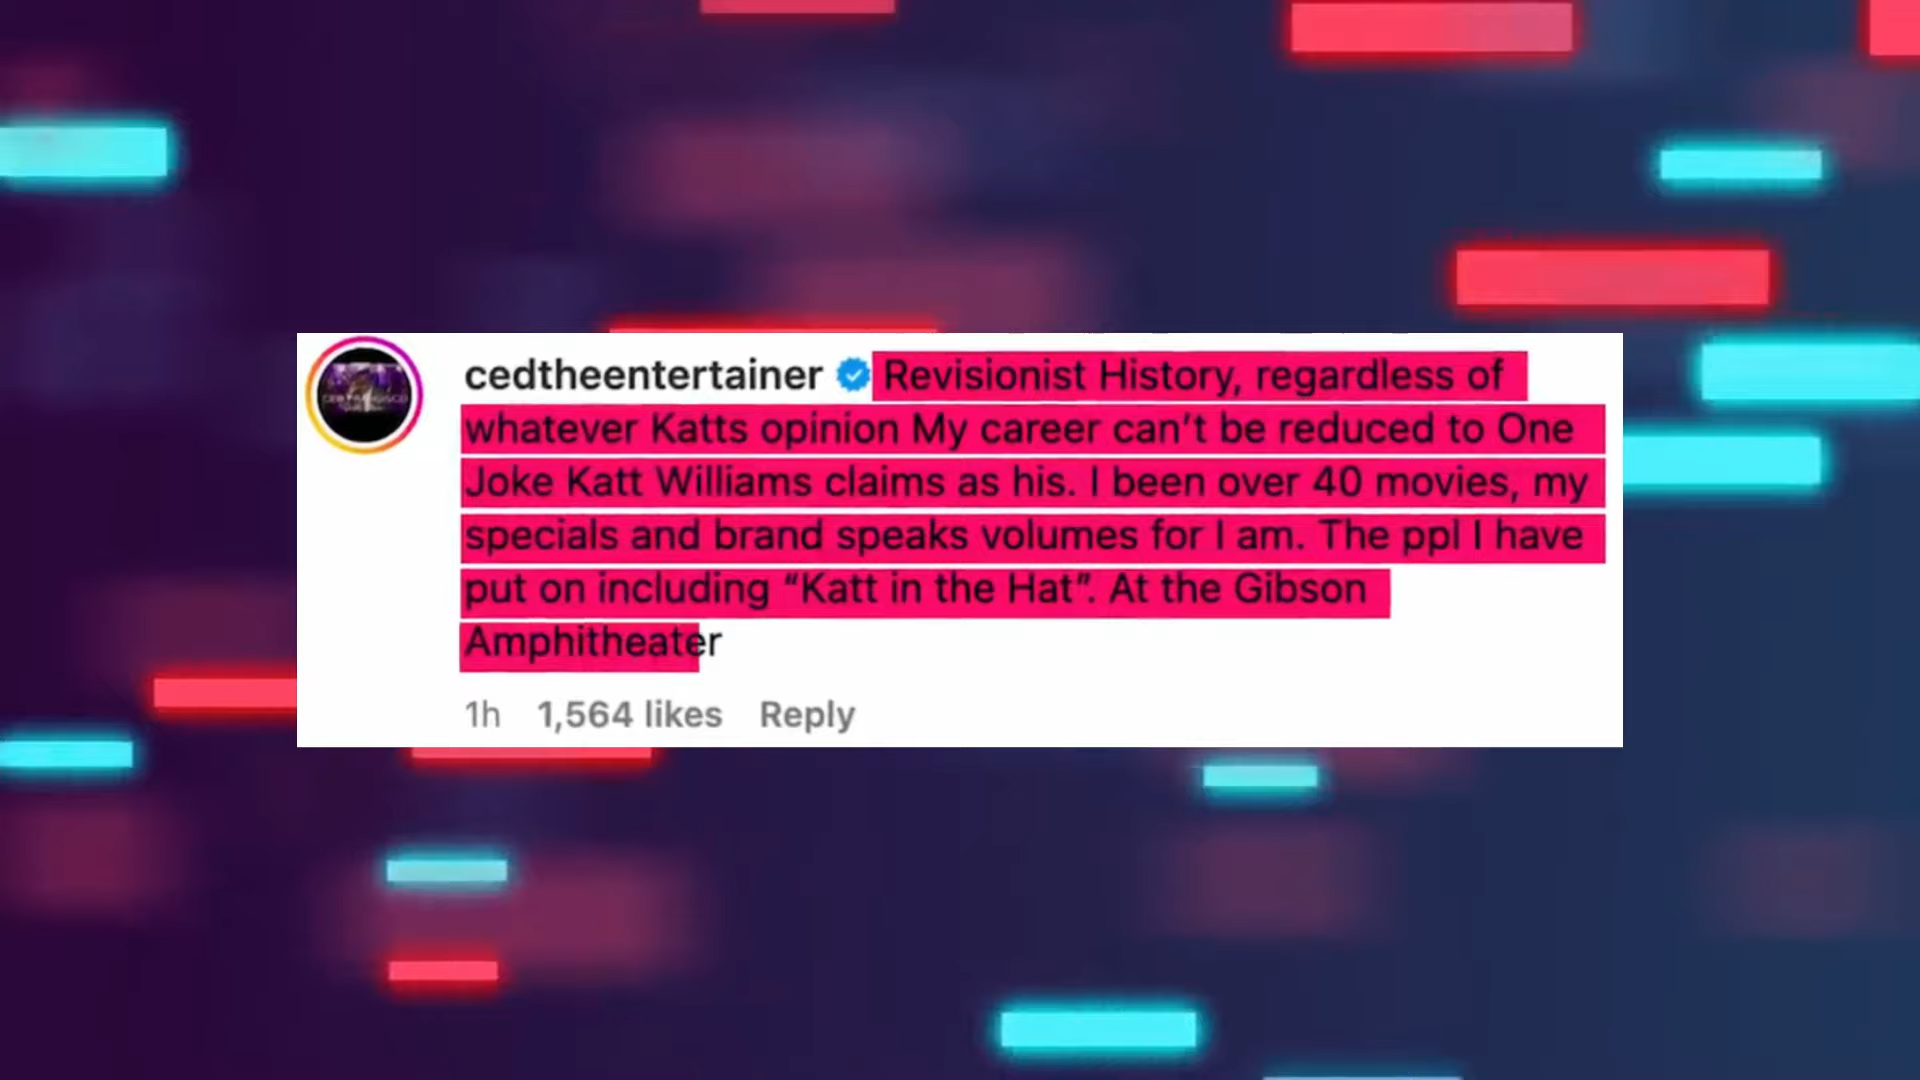 cedtheentertainer Revisionist History, regardless of
whatever Katts opinion My career can’t be reduced to One
Joke Katt Williams claims as his. I been over 40 movies, my
specials and brand speaks volumes for I am. The ppl I have
put on including “Katt in the Hat”. At the Gibson
Amphitheater
1h 1,564 likes Reply